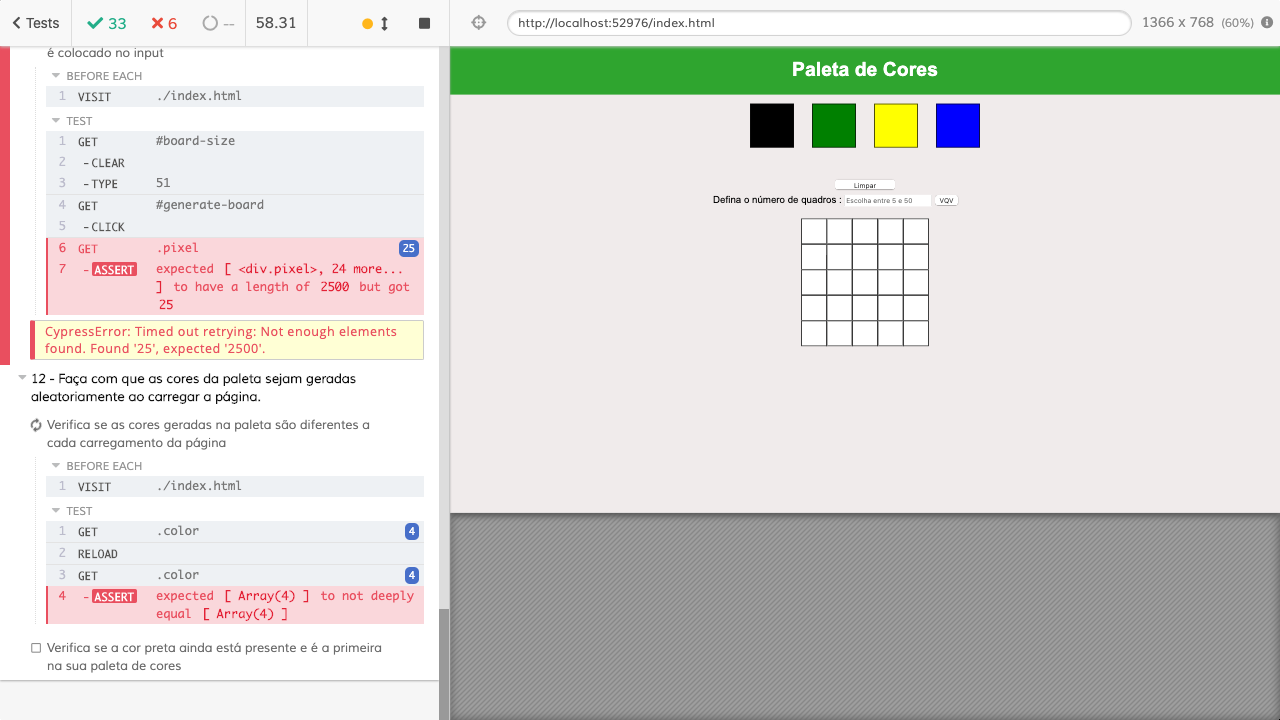 Tests
33
6
--
58.31
http://localhost:52976/index.html
1366 x 768 (60%)
é colocado no input
BEFORE EACH
1 VISIT ./index.html
TEST
1 GET #board-size
2 -CLEAR
3 -TYPE 51
4 GET #generate-board
5 -CLICK
6 GET .pixel 25
7 -ASSERT expected [ <div.pixel>, 24 more...
] to have a length of 2500 but got
25
CypressError: Timed out retrying: Not enough elements
found. Found '25', expected '2500'.
12 - Faça com que as cores da paleta sejam geradas
aleatoriamente ao carregar a página.
Verifica se as cores geradas na paleta são diferentes a
cada carregamento da página
BEFORE EACH
1 VISIT ./index.html
TEST
1 GET .color 4
2 RELOAD
3 GET .color 4
4 -ASSERT expected [ Array(4) ] to not deeply
equal [ Array(4) ]
Verifica se a cor preta ainda está presente e é a primeira
na sua paleta de cores
Paleta de Cores
Limpar
Defina o número de quadros : Escolha entre 5 e 50 VQV